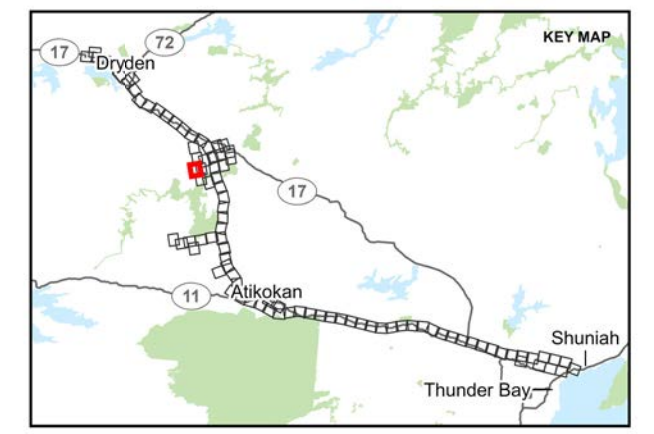 KEY MAP
72
17
Dryden
17
11
Atikokan
Shuniah
Thunder Bay